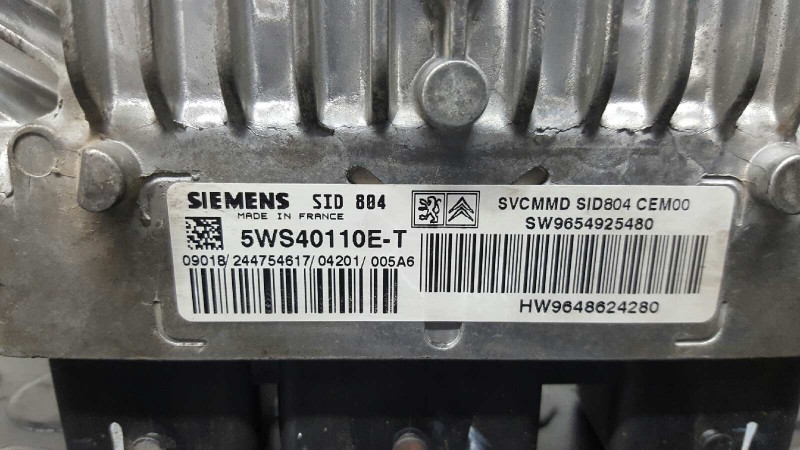 SIEMENS SID 804
MADE IN FRANCE
5WS40110E-T
09018/244754617/04201/005A6
SVCMMD SID804 CEM00
SW9654925480
HW9648624280